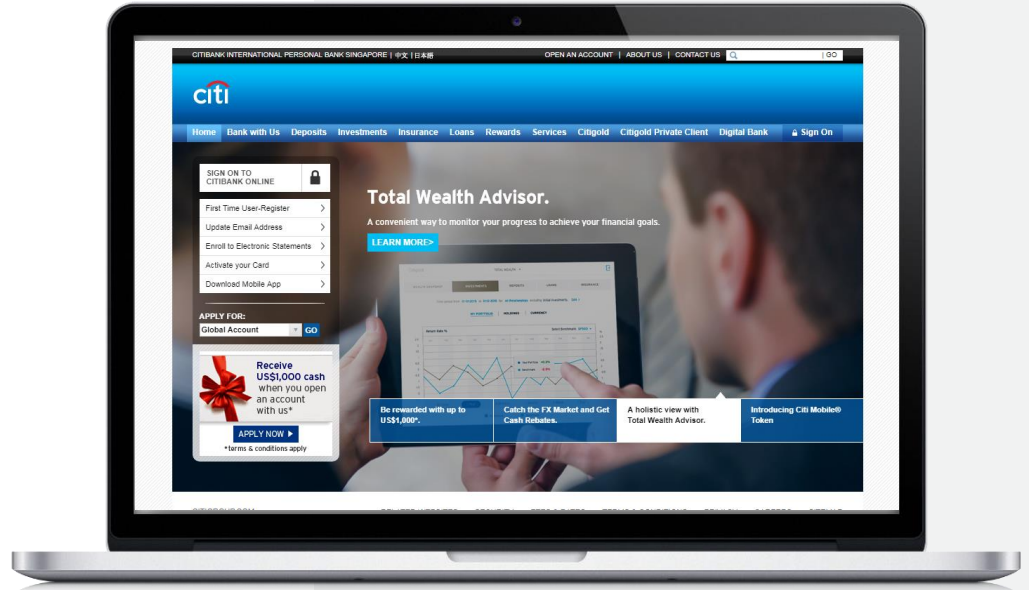 CITIBANK INTERNATIONAL PERSONAL BANK SINGAPORE | 中文 | 日本語
OPEN AN ACCOUNT | ABOUT US | CONTACT US | GO
citi
Home Bank with Us Deposits Investments Insurance Loans Rewards Services Citigold Citigold Private Client Digital Bank Sign On
SIGN ON TO
CITIBANK ONLINE
First Time User-Register
Update Email Address
Enroll to Electronic Statements
Activate your Card
Download Mobile App
APPLY FOR:
Global Account GO
Receive
US$1,000 cash
when you open
an account
with us*
APPLY NOW
*terms & conditions apply
Total Wealth Advisor.
A convenient way to monitor your progress to achieve your financial goals.
LEARN MORE>
Be rewarded with up to
US$1,000*.
Catch the FX Market and Get
Cash Rebates.
A holistic view with
Total Wealth Advisor.
Introducing Citi Mobile®
Token